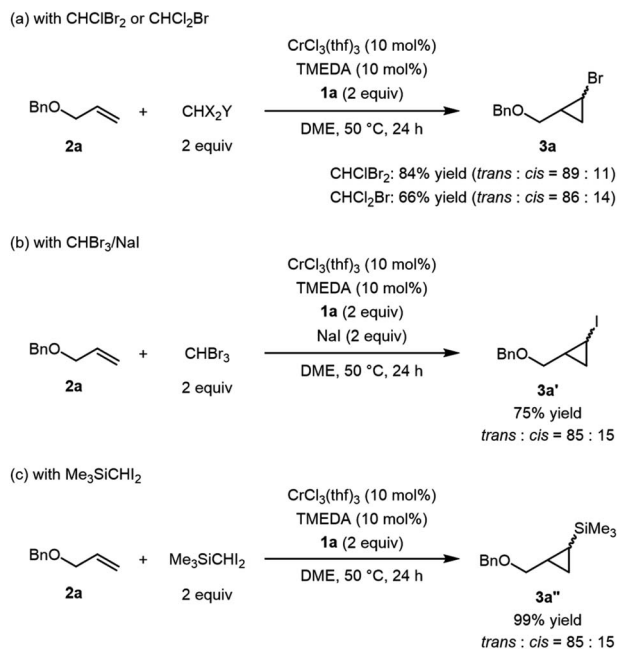 (a) with CHClBr₂ or CHCl₂Br
CrCl₃(thf)₃ (10 mol%)
TMEDA (10 mol%)
1a (2 equiv)
DME, 50 °C, 24 h
BnO
+
CHX₂Y
2a
2 equiv
Br
BnO
3a
CHClBr₂: 84% yield (trans : cis = 89 : 11)
CHCl₂Br: 66% yield (trans : cis = 86 : 14)
(b) with CHBr₃/NaI
CrCl₃(thf)₃ (10 mol%)
TMEDA (10 mol%)
1a (2 equiv)
NaI (2 equiv)
DME, 50 °C, 24 h
BnO
+
CHBr₃
2a
2 equiv
I
BnO
3a'
75% yield
trans : cis = 85 : 15
(c) with Me₃SiCHI₂
CrCl₃(thf)₃ (10 mol%)
TMEDA (10 mol%)
1a (2 equiv)
DME, 50 °C, 24 h
BnO
+
Me₃SiCHI₂
2a
2 equiv
SiMe₃
BnO
3a"
99% yield
trans : cis = 85 : 15